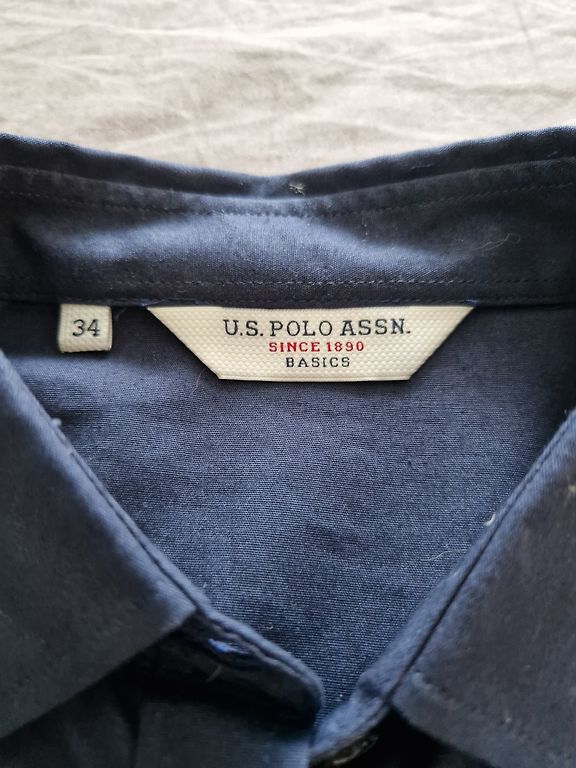 34
U.S. POLO ASSN.
SINCE 1890
BASICS